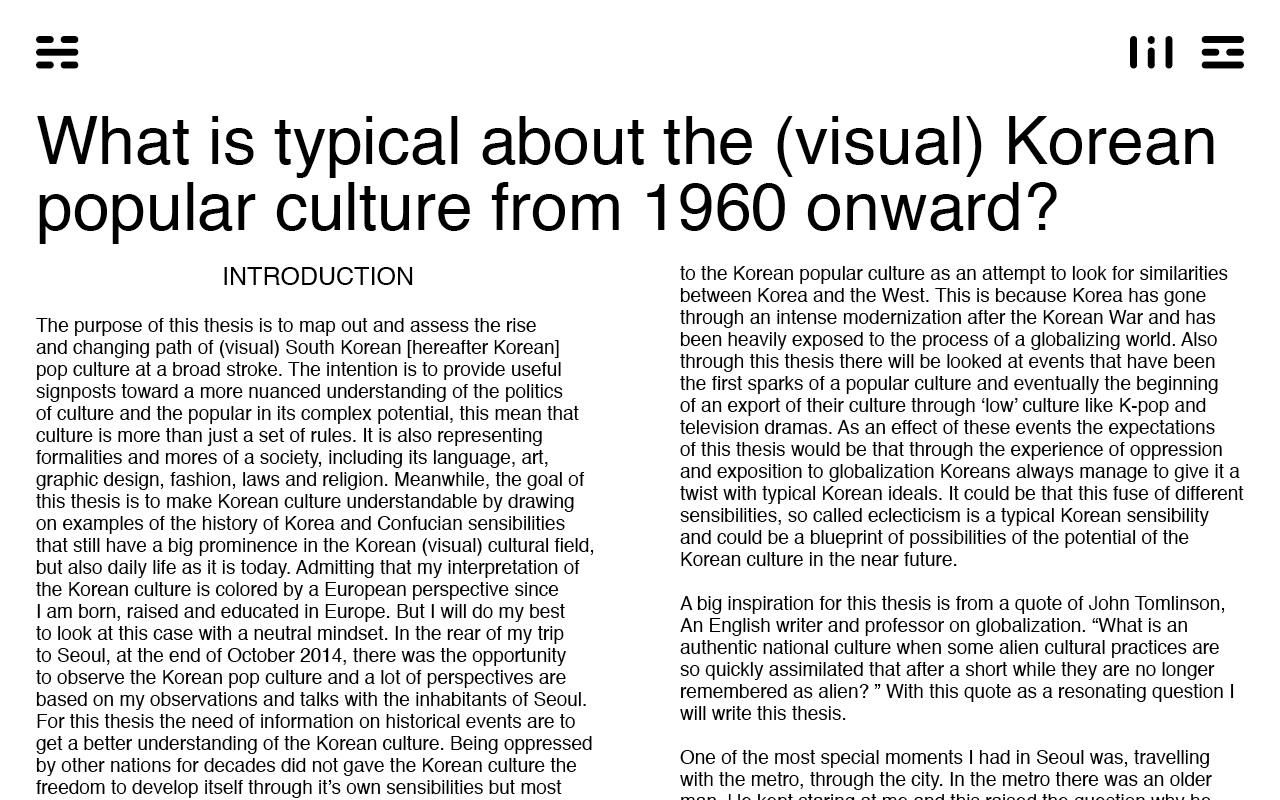 What is typical about the (visual) Korean
popular culture from 1960 onward?
INTRODUCTION
The purpose of this thesis is to map out and assess the rise
and changing path of (visual) South Korean [hereafter Korean]
pop culture at a broad stroke. The intention is to provide useful
signposts toward a more nuanced understanding of the politics
of culture and the popular in its complex potential, this mean that
culture is more than just a set of rules. It is also representing
formalities and mores of a society, including its language, art,
graphic design, fashion, laws and religion. Meanwhile, the goal of
this thesis is to make Korean culture understandable by drawing
on examples of the history of Korea and Confucian sensibilities
that still have a big prominence in the Korean (visual) cultural field,
but also daily life as it is today. Admitting that my interpretation of
the Korean culture is colored by a European perspective since
I am born, raised and educated in Europe. But I will do my best
to look at this case with a neutral mindset. In the rear of my trip
to Seoul, at the end of October 2014, there was the opportunity
to observe the Korean pop culture and a lot of perspectives are
based on my observations and talks with the inhabitants of Seoul.
For this thesis the need of information on historical events are to
get a better understanding of the Korean culture. Being oppressed
by other nations for decades did not gave the Korean culture the
freedom to develop itself through it’s own sensibilities but most
to the Korean popular culture as an attempt to look for similarities
between Korea and the West. This is because Korea has gone
through an intense modernization after the Korean War and has
been heavily exposed to the process of a globalizing world. Also
through this thesis there will be looked at events that have been
the first sparks of a popular culture and eventually the beginning
of an export of their culture through ‘low’ culture like K-pop and
television dramas. As an effect of these events the expectations
of this thesis would be that through the experience of oppression
and exposition to globalization Koreans always manage to give it a
twist with typical Korean ideals. It could be that this fuse of different
sensibilities, so called eclecticism is a typical Korean sensibility
and could be a blueprint of possibilities of the potential of the
Korean culture in the near future.
A big inspiration for this thesis is from a quote of John Tomlinson,
An English writer and professor on globalization. “What is an
authentic national culture when some alien cultural practices are
so quickly assimilated that after a short while they are no longer
remembered as alien? ” With this quote as a resonating question I
will write this thesis.
One of the most special moments I had in Seoul was, travelling
with the metro, through the city. In the metro there was an older
man. He kept staring at me and this raised the question why he